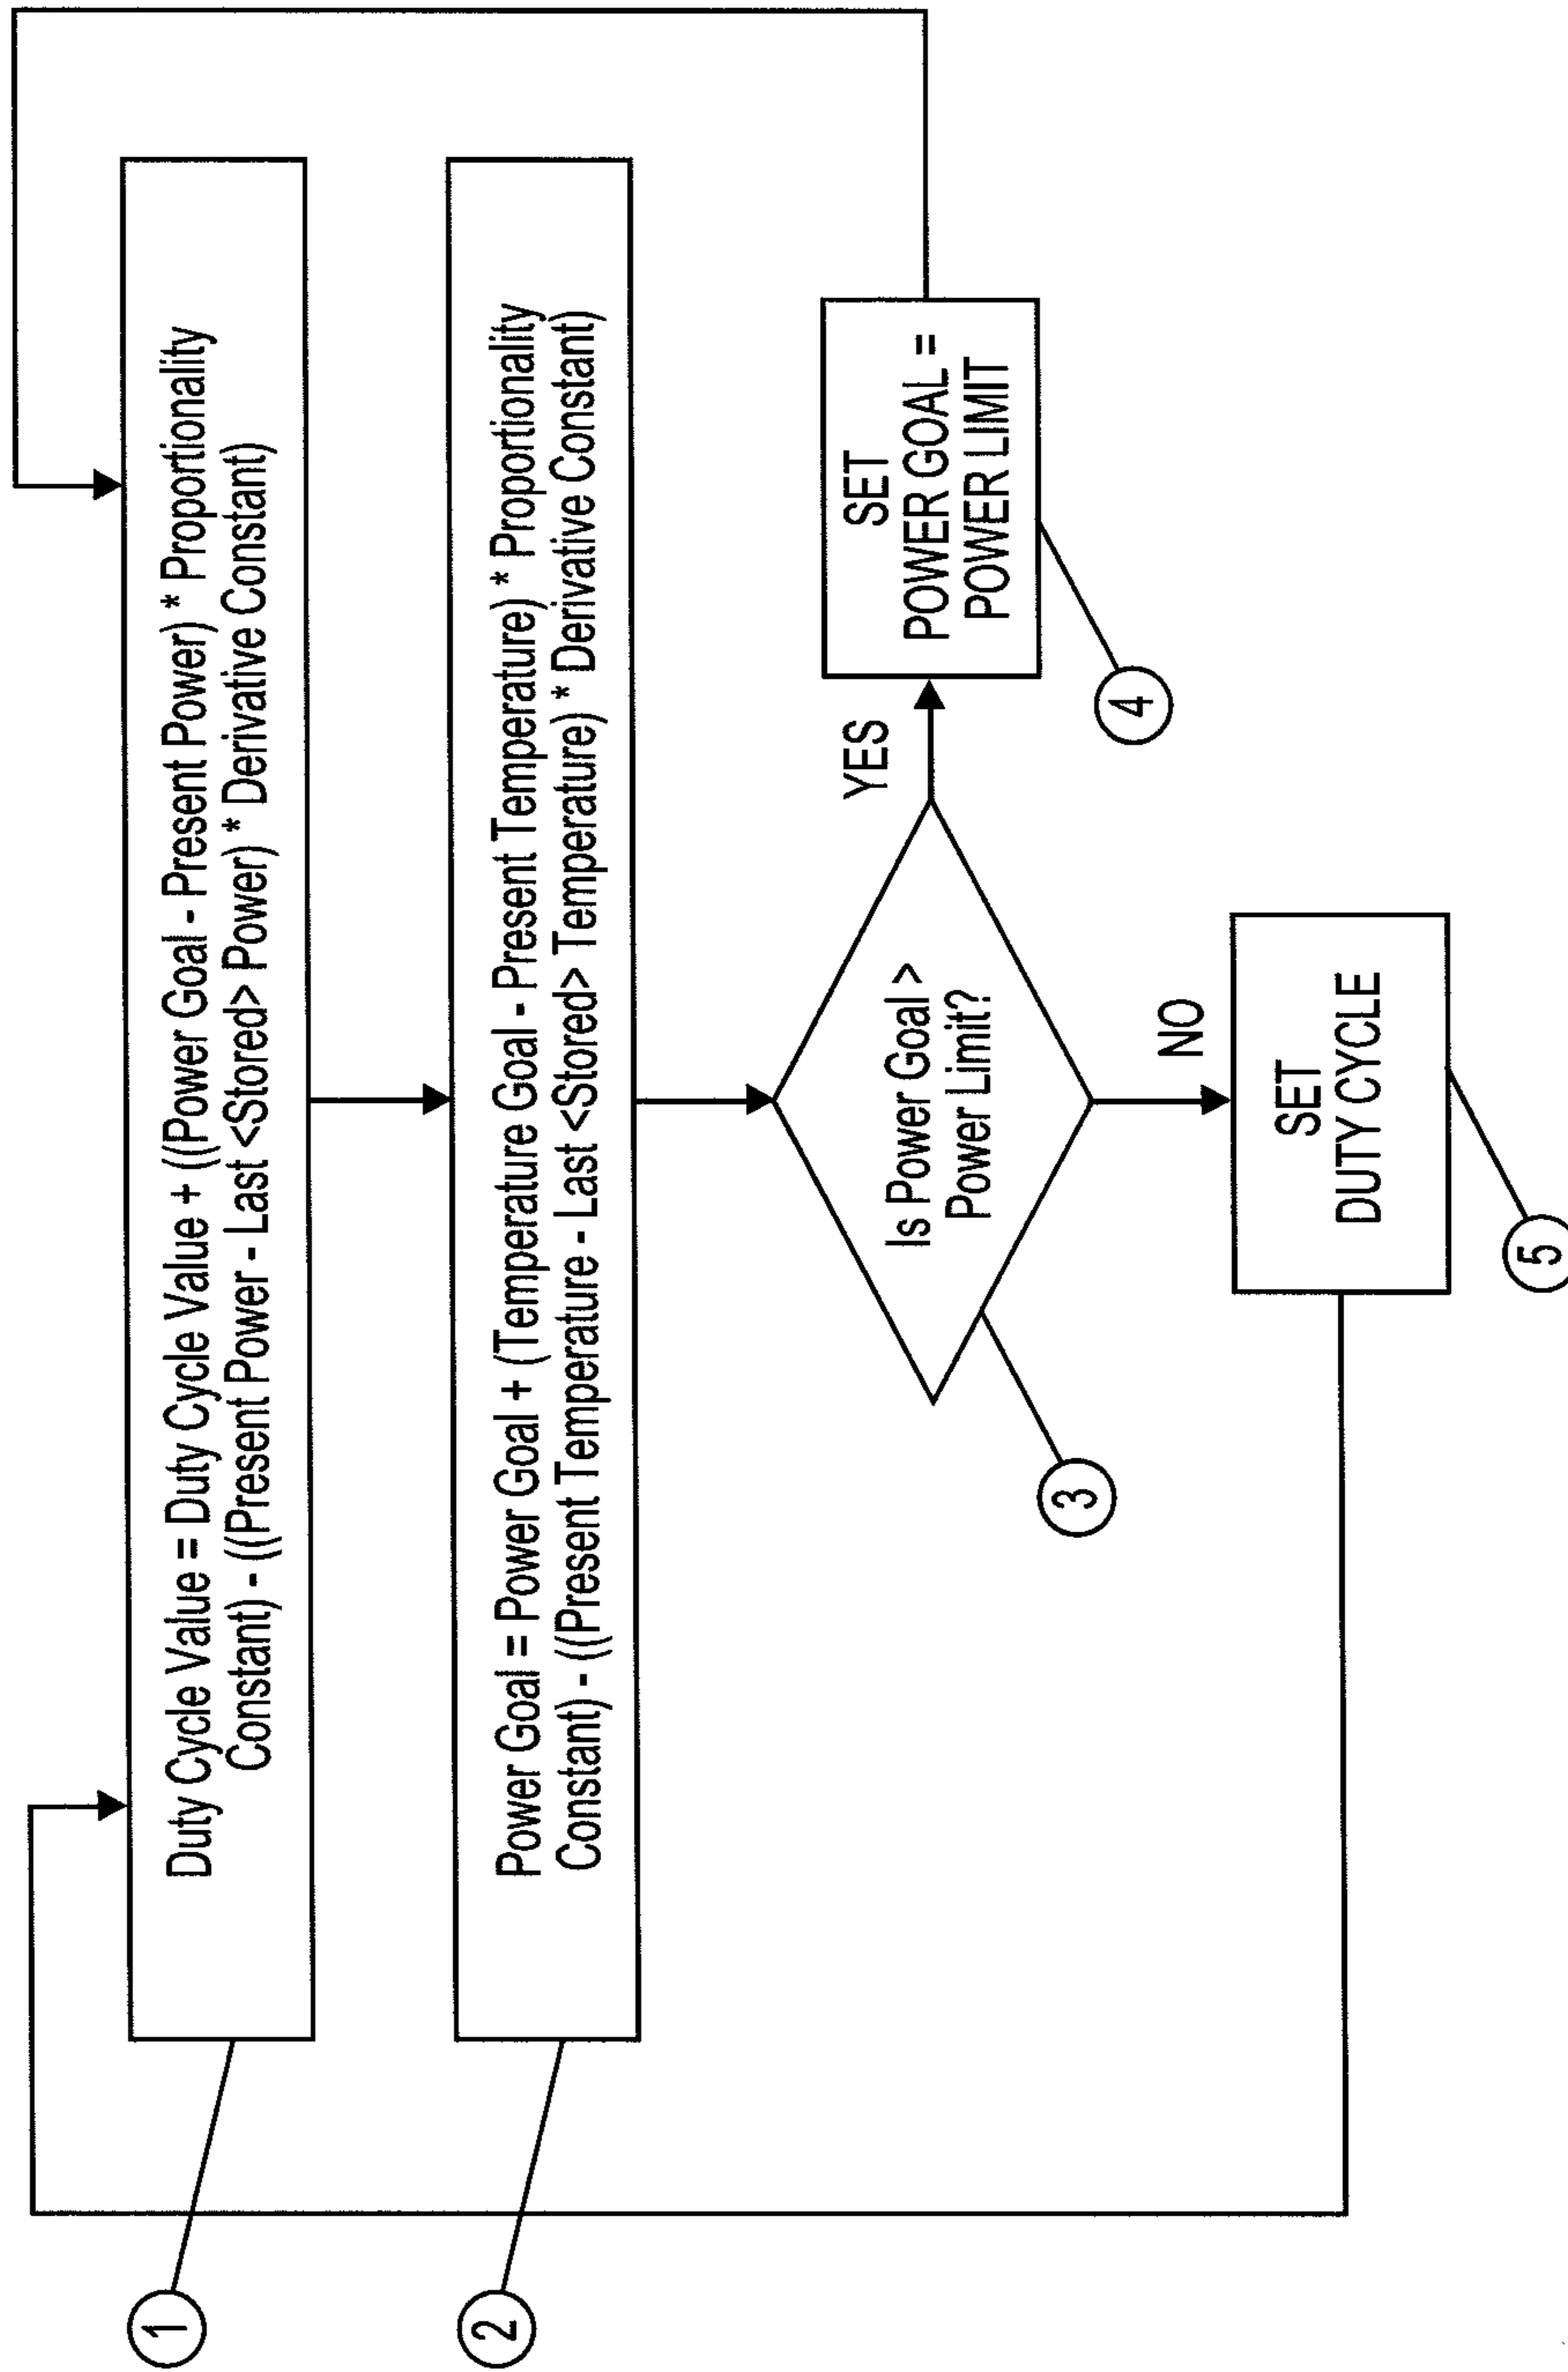 1
Duty Cycle Value = Duty Cycle Value + ((Power Goal - Present Power) * Proportionality
Constant) - ((Present Power - Last <Stored> Power) * Derivative Constant)
2
Power Goal = Power Goal + (Temperature Goal - Present Temperature) * Proportionality
Constant) - ((Present Temperature - Last <Stored> Temperature) * Derivative Constant)
3
Is Power Goal >
Power Limit?
YES
SET
POWER GOAL =
POWER LIMIT
4
NO
SET
DUTY CYCLE
5